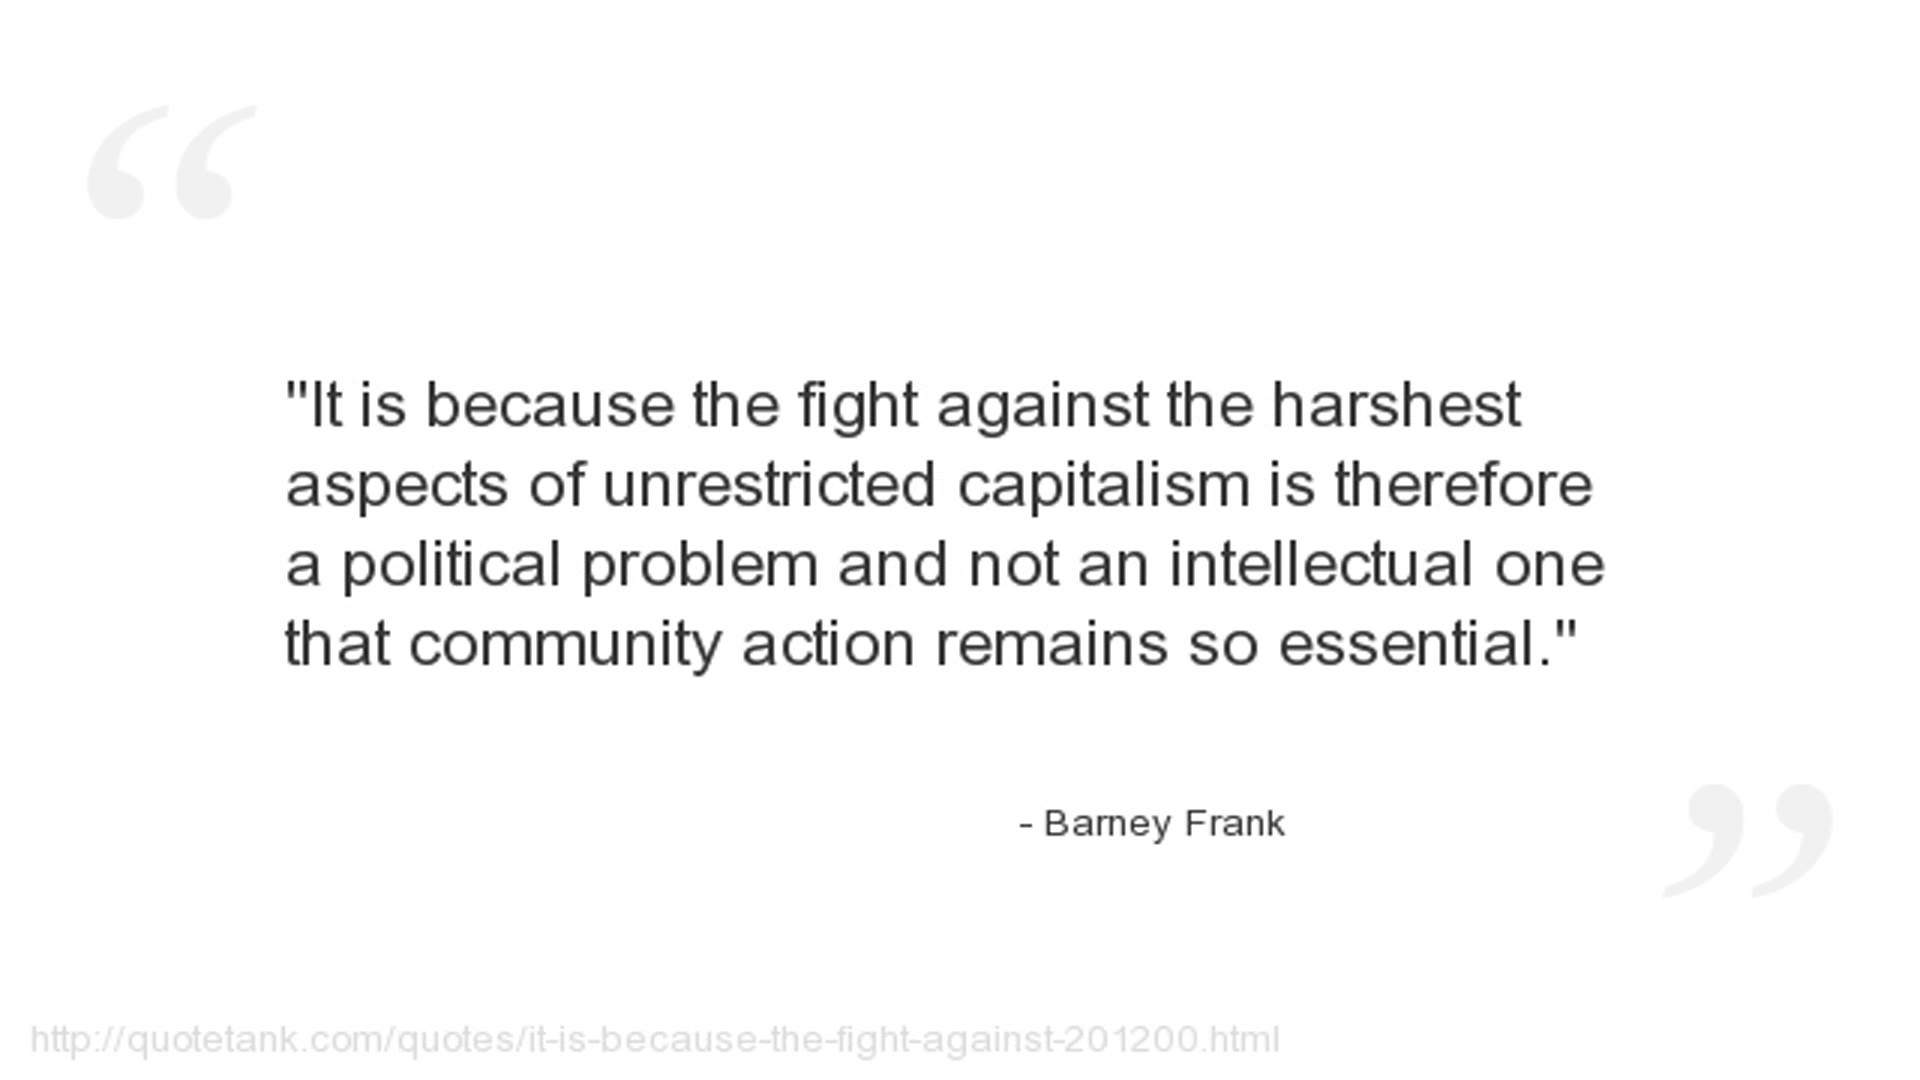 "It is because the fight against the harshest
aspects of unrestricted capitalism is therefore
a political problem and not an intellectual one
that community action remains so essential."
- Barney Frank
http://quotetank.com/quotes/it-is-because-the-fight-against-201200.html